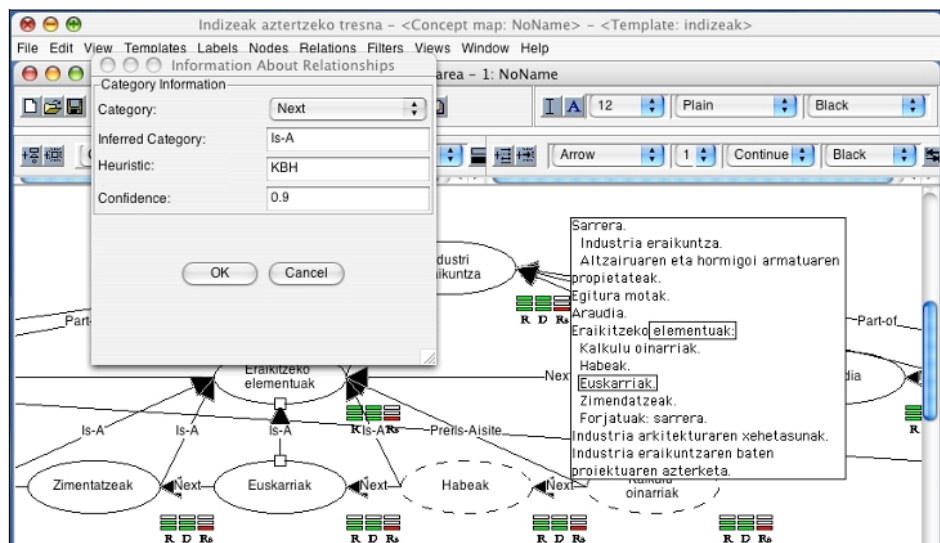 Indizeak aztertzeko tresna – <Concept map: NoName> – <Template: indizeak>
File Edit View Templates Labels Nodes Relations Filters Views Window Help
Information About Relationships
area – 1: NoName
Category Information
Category:
Next
Inferred Category:
Is-A
Heuristic:
KBH
Confidence:
0.9
OK
Cancel
12
Plain
Black
Arrow
1
Continue
Black
Sarrera.
Industria eraikuntza.
Altzairuaren eta hormigoi armatuaren
propietateak.
Egitura motak.
Araudia.
Eraikitzeko elementuak:
Kalkulu oinarriak.
Habeak.
Euskarriak.
Zimendatzeak.
Forjatuak: sarrera.
Industria arkitekturaren xehetasunak.
Industria eraikuntzaren baten
proiektuaren azterketa.
R D Rs
Part-of
Eraikitzeko
elementuak
Next
R D Rs
R
Is-A
Is-A
Is-A
Is-A
Preris-Aisite
Zimentatzeak
Next
Euskarriak
Next
Habeak
Next
oinarriak
R D Rs
R D Rs
R D Rs
R D Rs